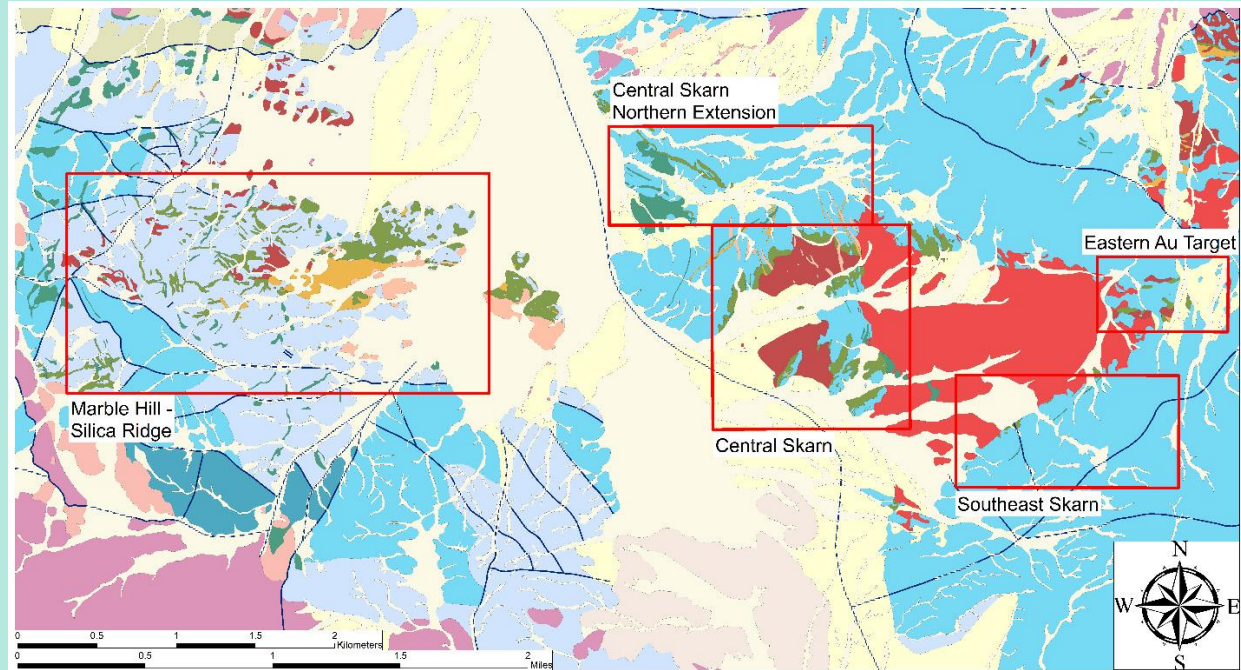 Central Skarn
Northern Extension
Eastern Au Target
Marble Hill -
Silica Ridge
Central Skarn
Southeast Skarn
N
W E
S
0 0.5 1 1.5 2
Kilometers
0 0.5 1 1.5 2
Miles